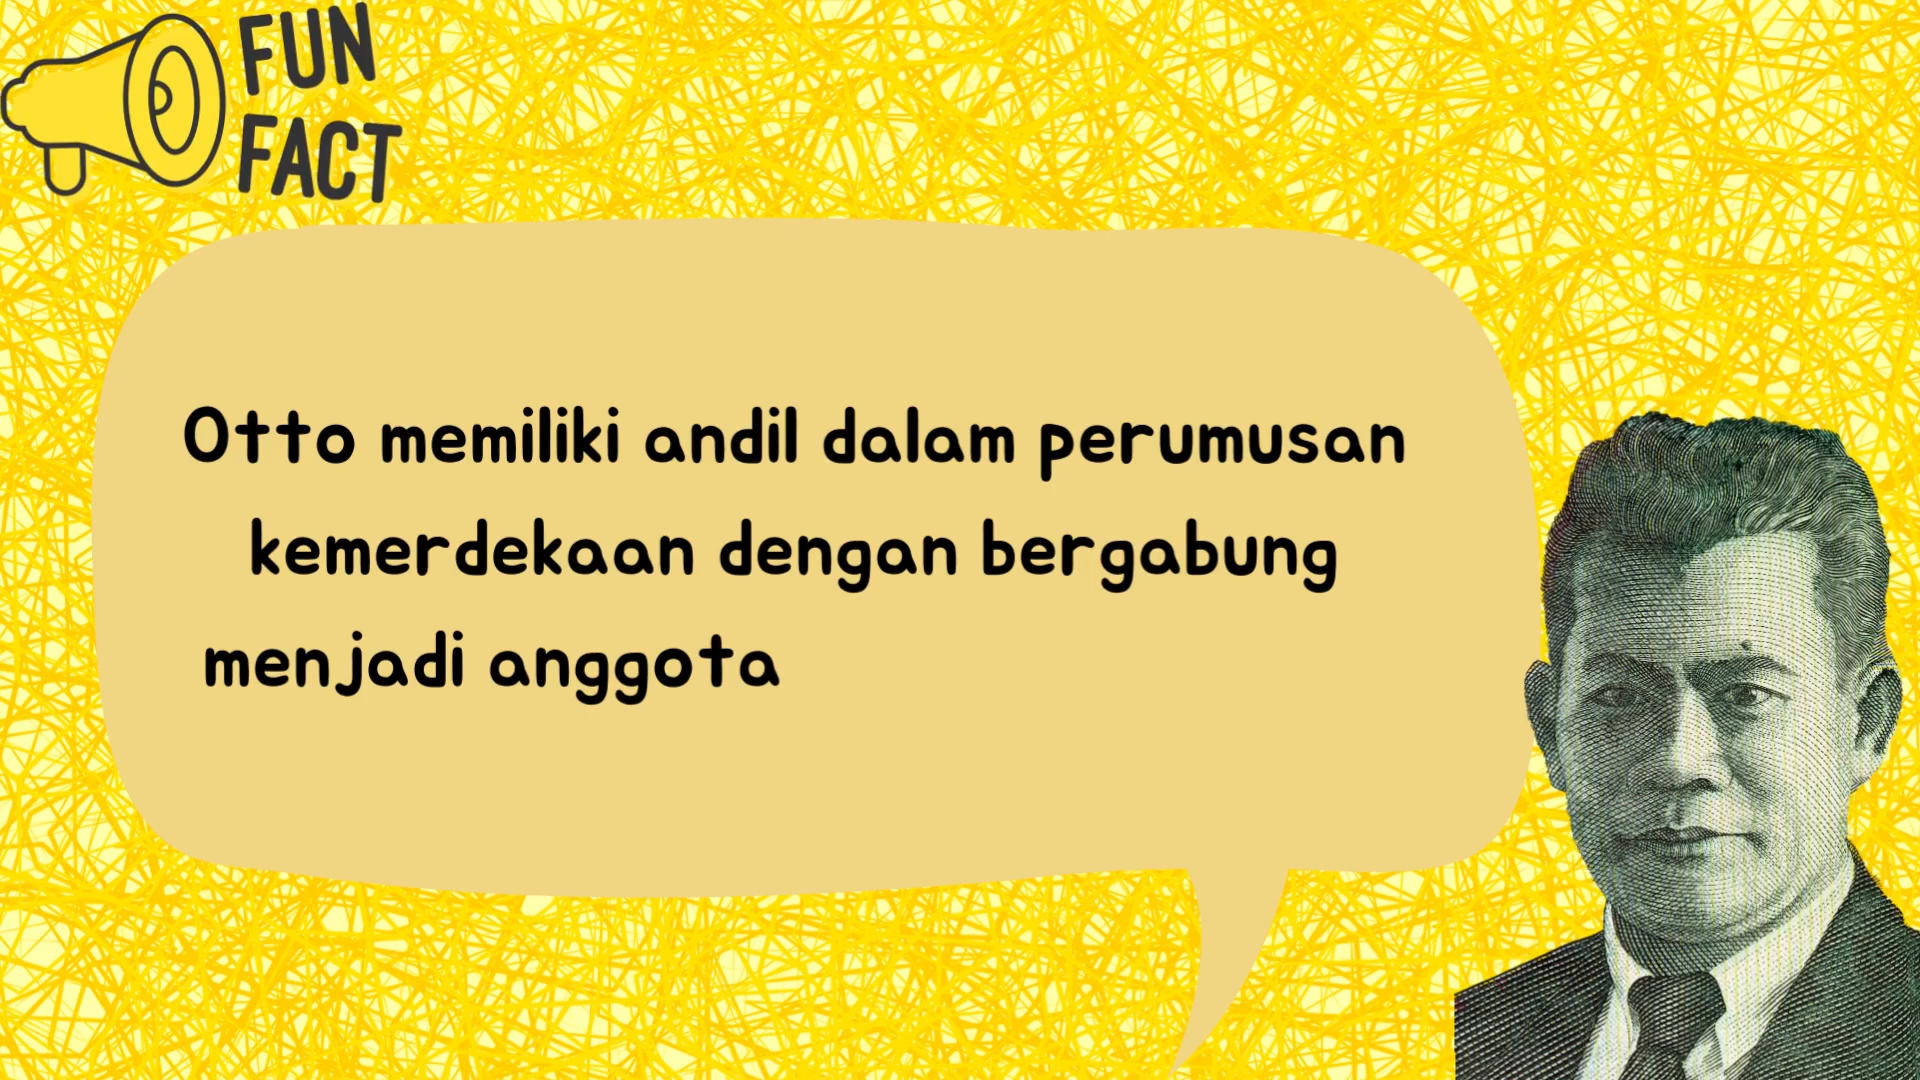 FUN
FACT
Otto memiliki andil dalam perumusan
kemerdekaan dengan bergabung
menjadi anggota